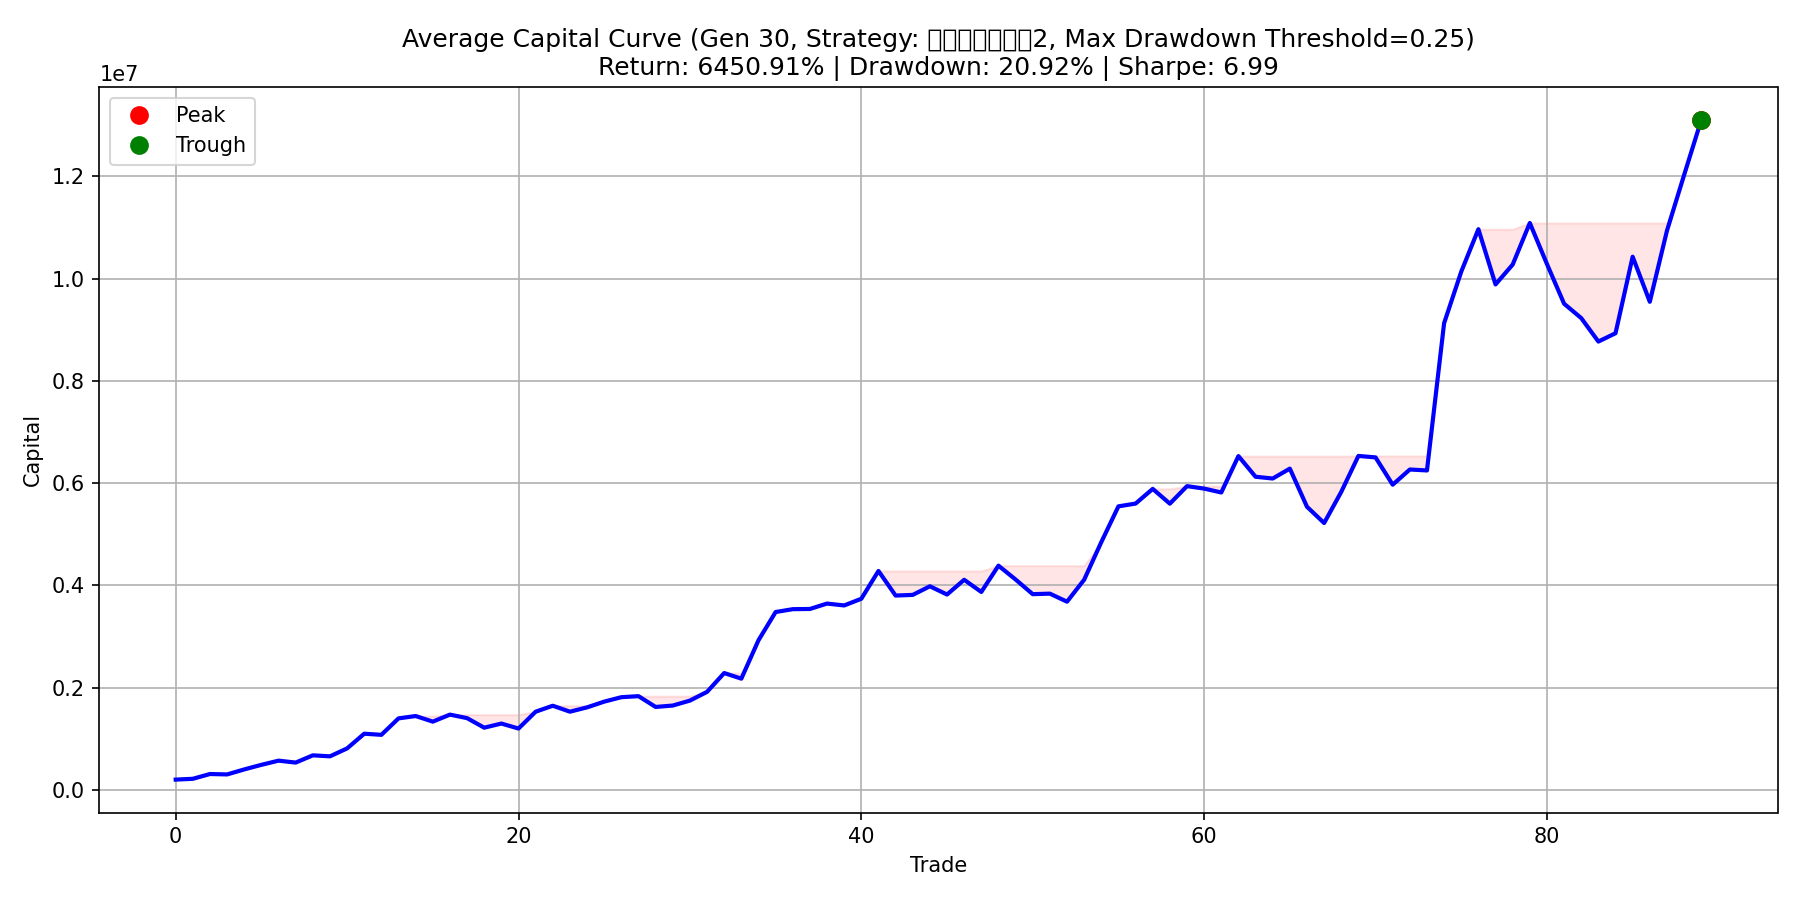 Average Capital Curve (Gen 30, Strategy: 2, Max Drawdown Threshold=0.25)
Return: 6450.91% | Drawdown: 20.92% | Sharpe: 6.99
1e7
Peak
Trough
1.2
1.0
0.8
0.6
0.4
0.2
0.0
Capital
0
20
40
60
80
Trade